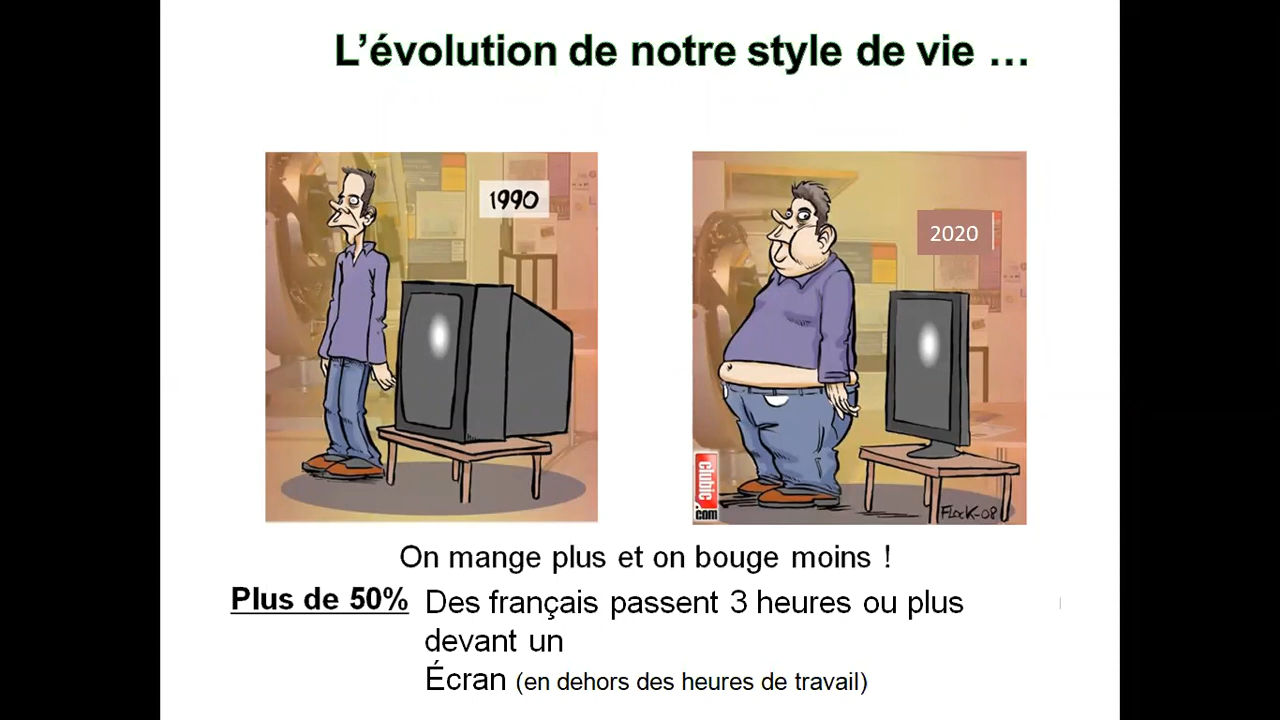 L'évolution de notre style de vie …
1990
2020
clubic
.com
FLOCK-08
On mange plus et on bouge moins !
Plus de 50% Des français passent 3 heures ou plus
devant un
Écran (en dehors des heures de travail)